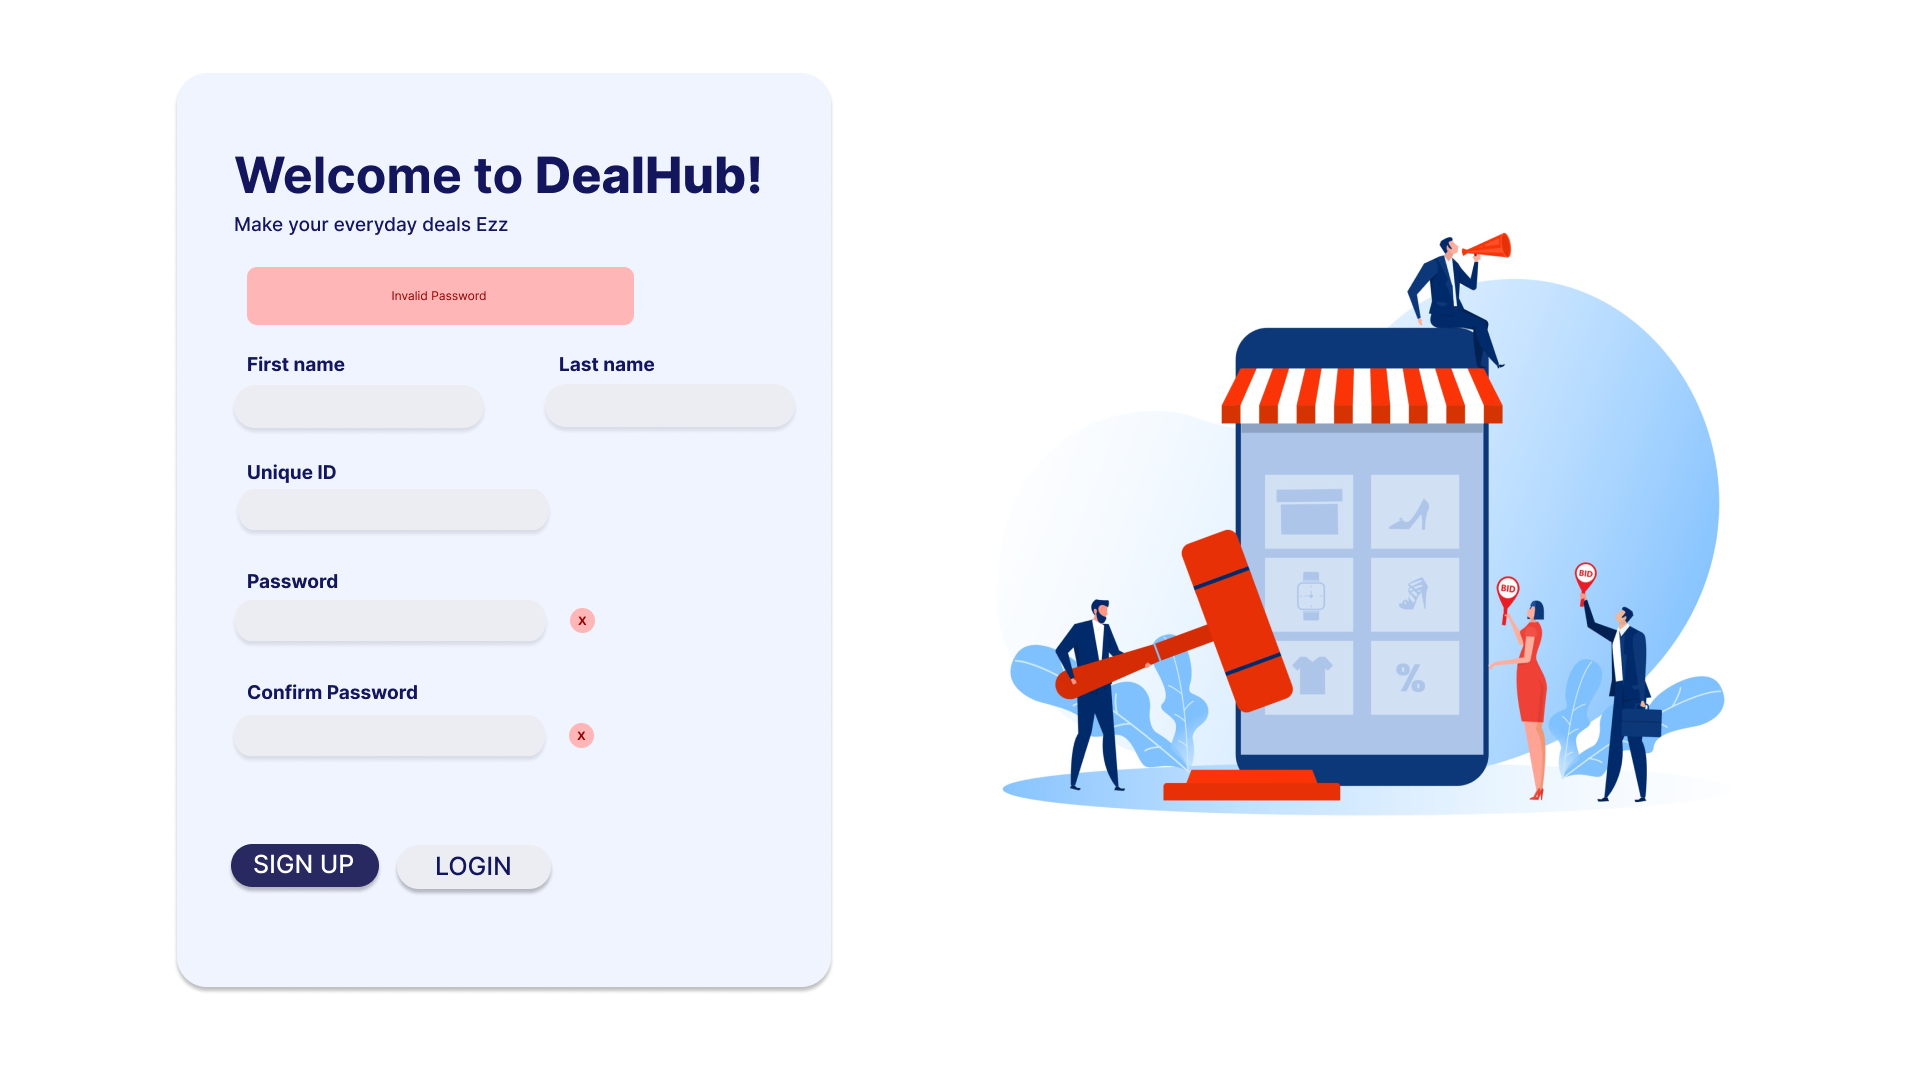 Welcome to DealHub!
Make your everyday deals Ezz
Invalid Password
First name
Last name
Unique ID
Password
X
Confirm Password
X
SIGN UP
LOGIN
BID
BID
%